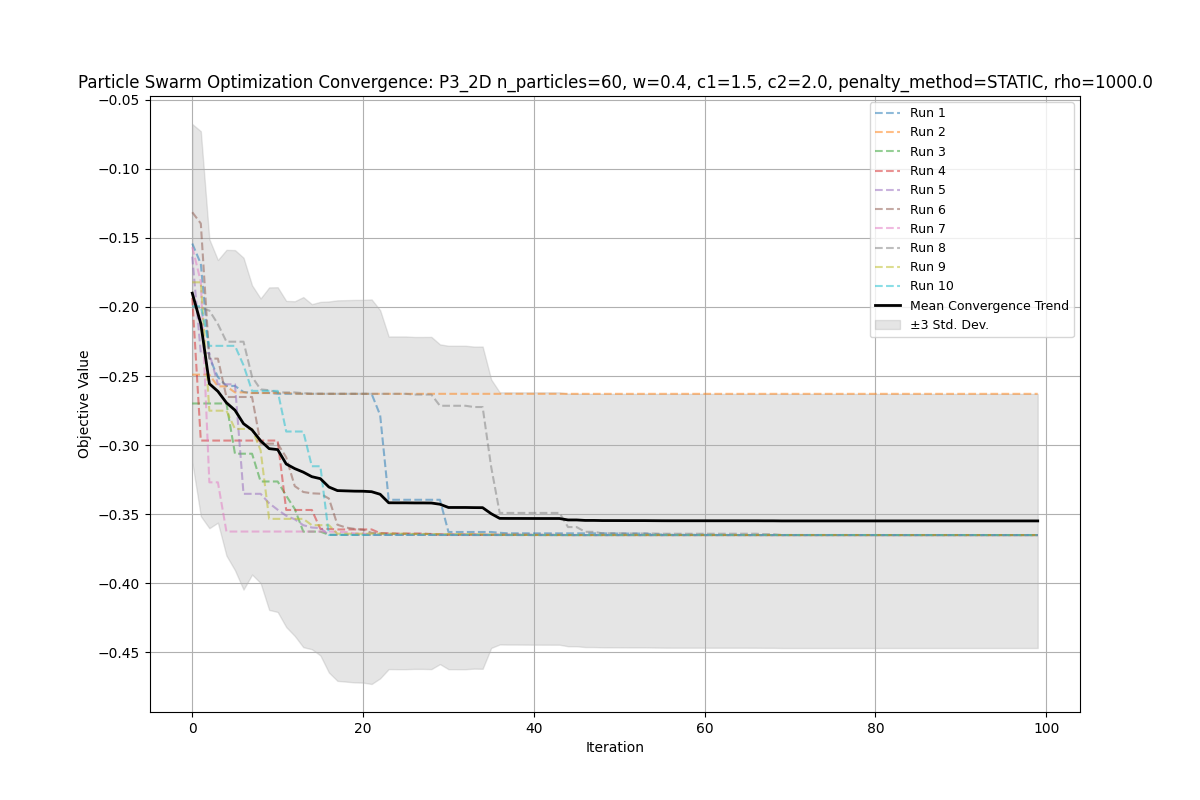 Particle Swarm Optimization Convergence: P3_2D n_particles=60, w=0.4, c1=1.5, c2=2.0, penalty_method=STATIC, rho=1000.0
Objective Value
−0.05
−0.10
−0.15
−0.20
−0.25
−0.30
−0.35
−0.40
−0.45
Run 1
Run 2
Run 3
Run 4
Run 5
Run 6
Run 7
Run 8
Run 9
Run 10
Mean Convergence Trend
±3 Std. Dev.
0 20 40 60 80 100
Iteration